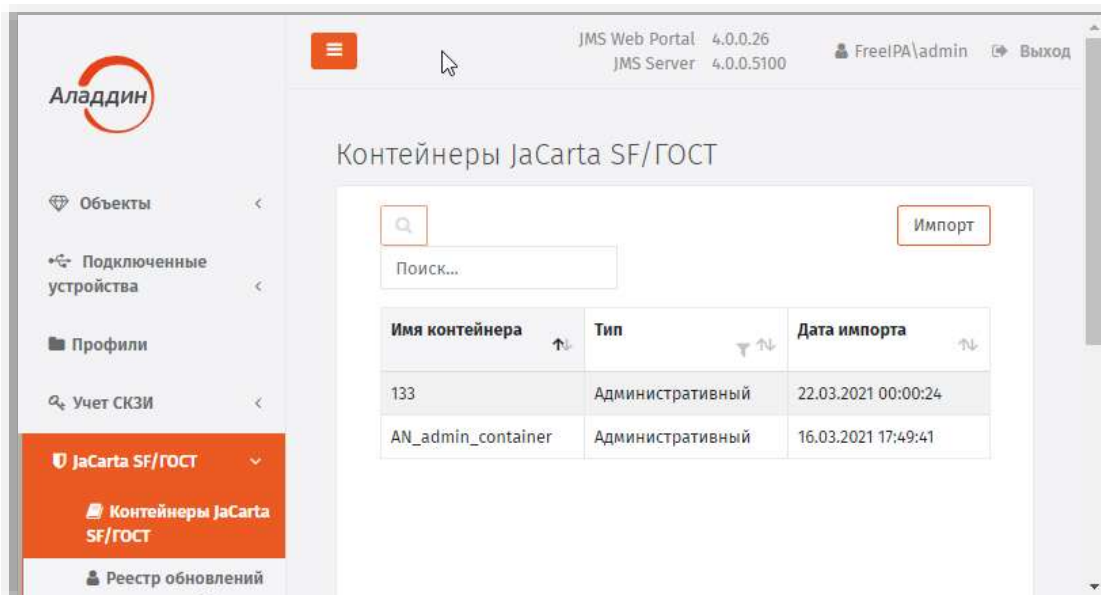 Аладдин
JMS Web Portal 4.0.0.26
JMS Server 4.0.0.5100
FreeIPA\admin
Выход
Объекты
Подключенные
устройства
Профили
Учет СКЗИ
JaCarta SF/ГОСТ
Контейнеры JaCarta
SF/ГОСТ
Реестр обновлений
Контейнеры JaCarta SF/ГОСТ
Импорт
Поиск...
Имя контейнера Тип Дата импорта
133 Административный 22.03.2021 00:00:24
AN_admin_container Административный 16.03.2021 17:49:41